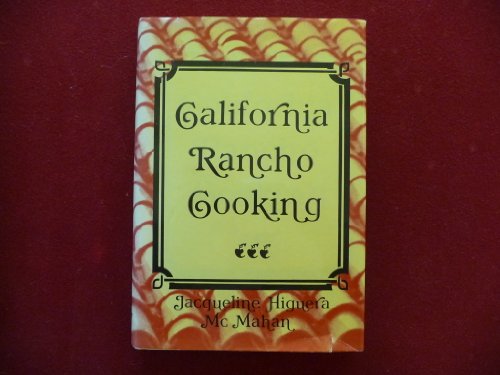 California
Rancho
Cooking
Jacqueline Higuera
Mc Mahan